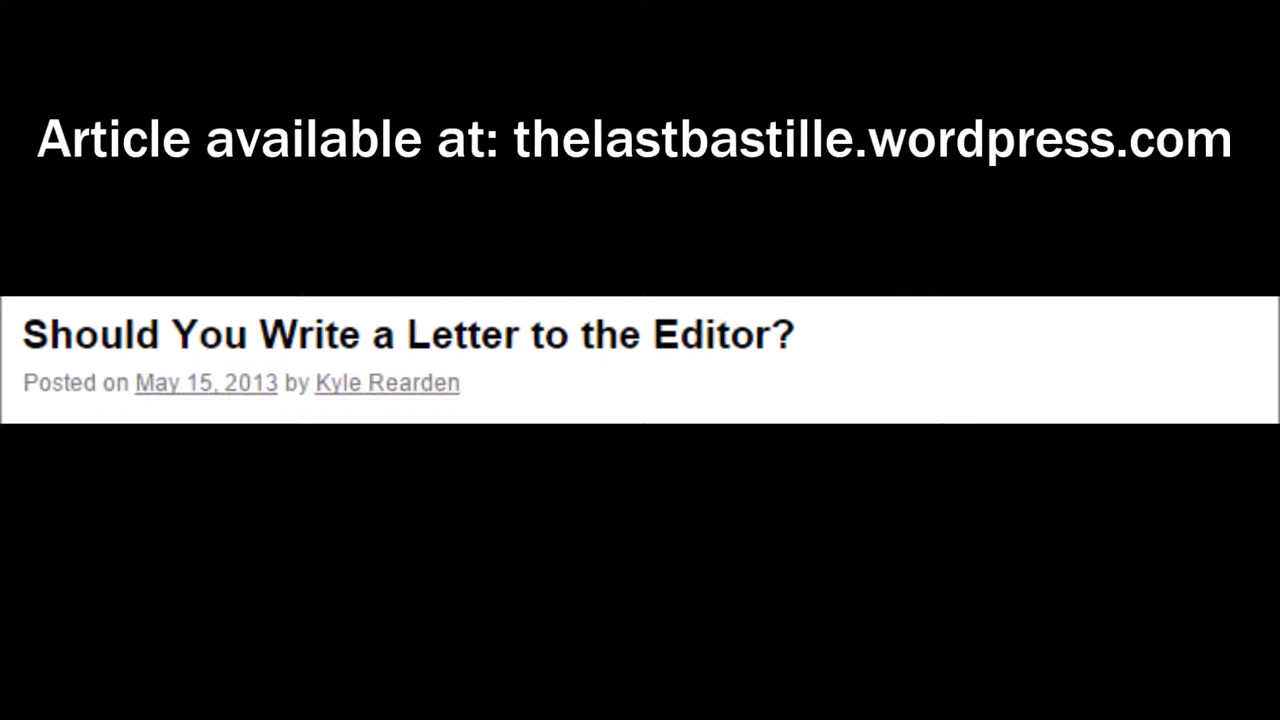 Article available at: thelastbastille.wordpress.com
Should You Write a Letter to the Editor?
Posted on May 15, 2013 by Kyle Rearden